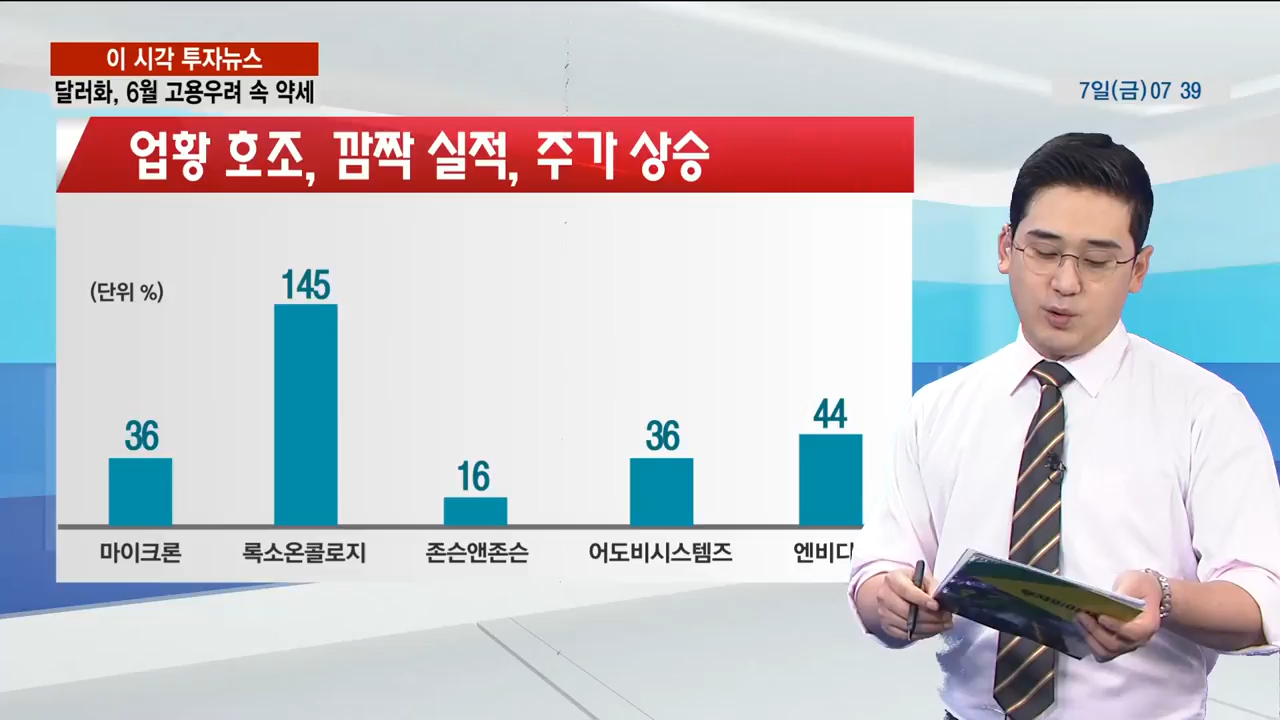 이 시각 투자뉴스
달러화, 6월 고용우려 속 약세
7일(금) 07 39
업황 호조, 깜짝 실적, 주가 상승
(단위 %)
36
145
16
36
44
마이크론
록소온콜로지
존슨앤존슨
어도비시스템즈
엔비디